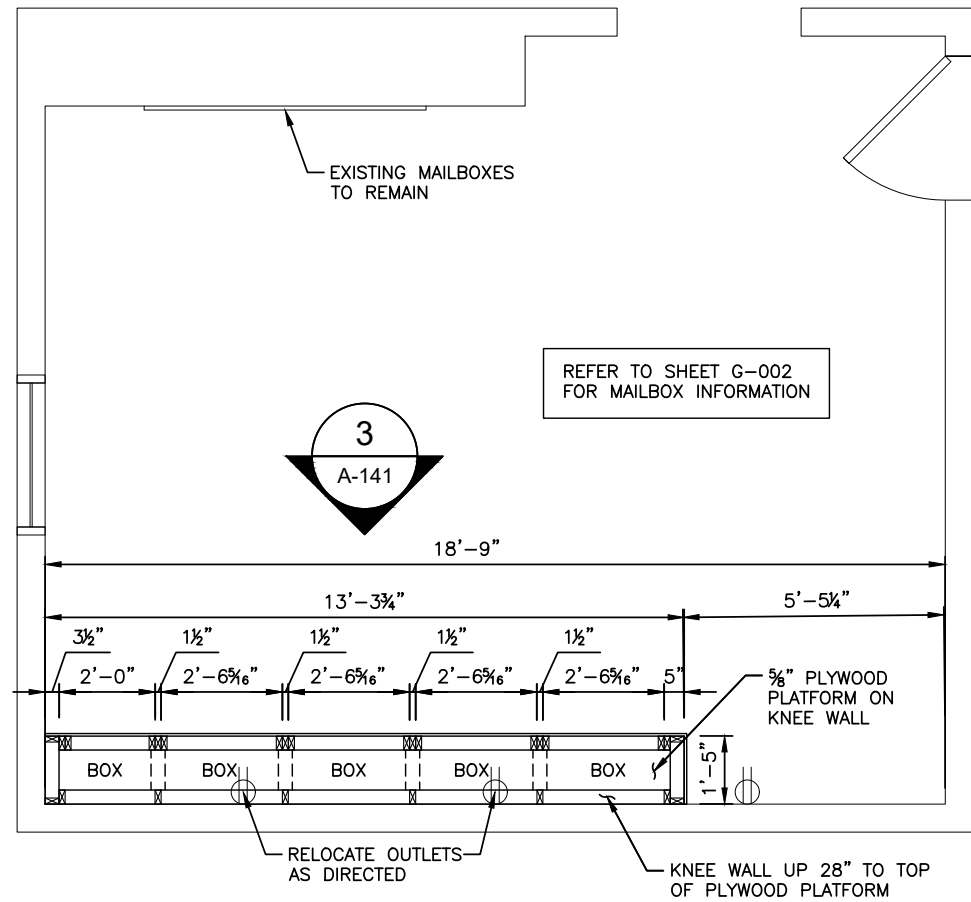 EXISTING MAILBOXES
TO REMAIN
REFER TO SHEET G-002
FOR MAILBOX INFORMATION
3
A-141
18'-9"
13'-3¾"
5'-5¼"
3½"
1½"
1½"
1½"
1½"
2'-0"
2'-6⁵⁄₁₆"
2'-6⁵⁄₁₆"
2'-6⁵⁄₁₆"
2'-6⁵⁄₁₆"
5"
⅝" PLYWOOD
PLATFORM ON
KNEE WALL
BOX
BOX
BOX
BOX
BOX
1'-5"
RELOCATE OUTLETS
AS DIRECTED
KNEE WALL UP 28" TO TOP
OF PLYWOOD PLATFORM